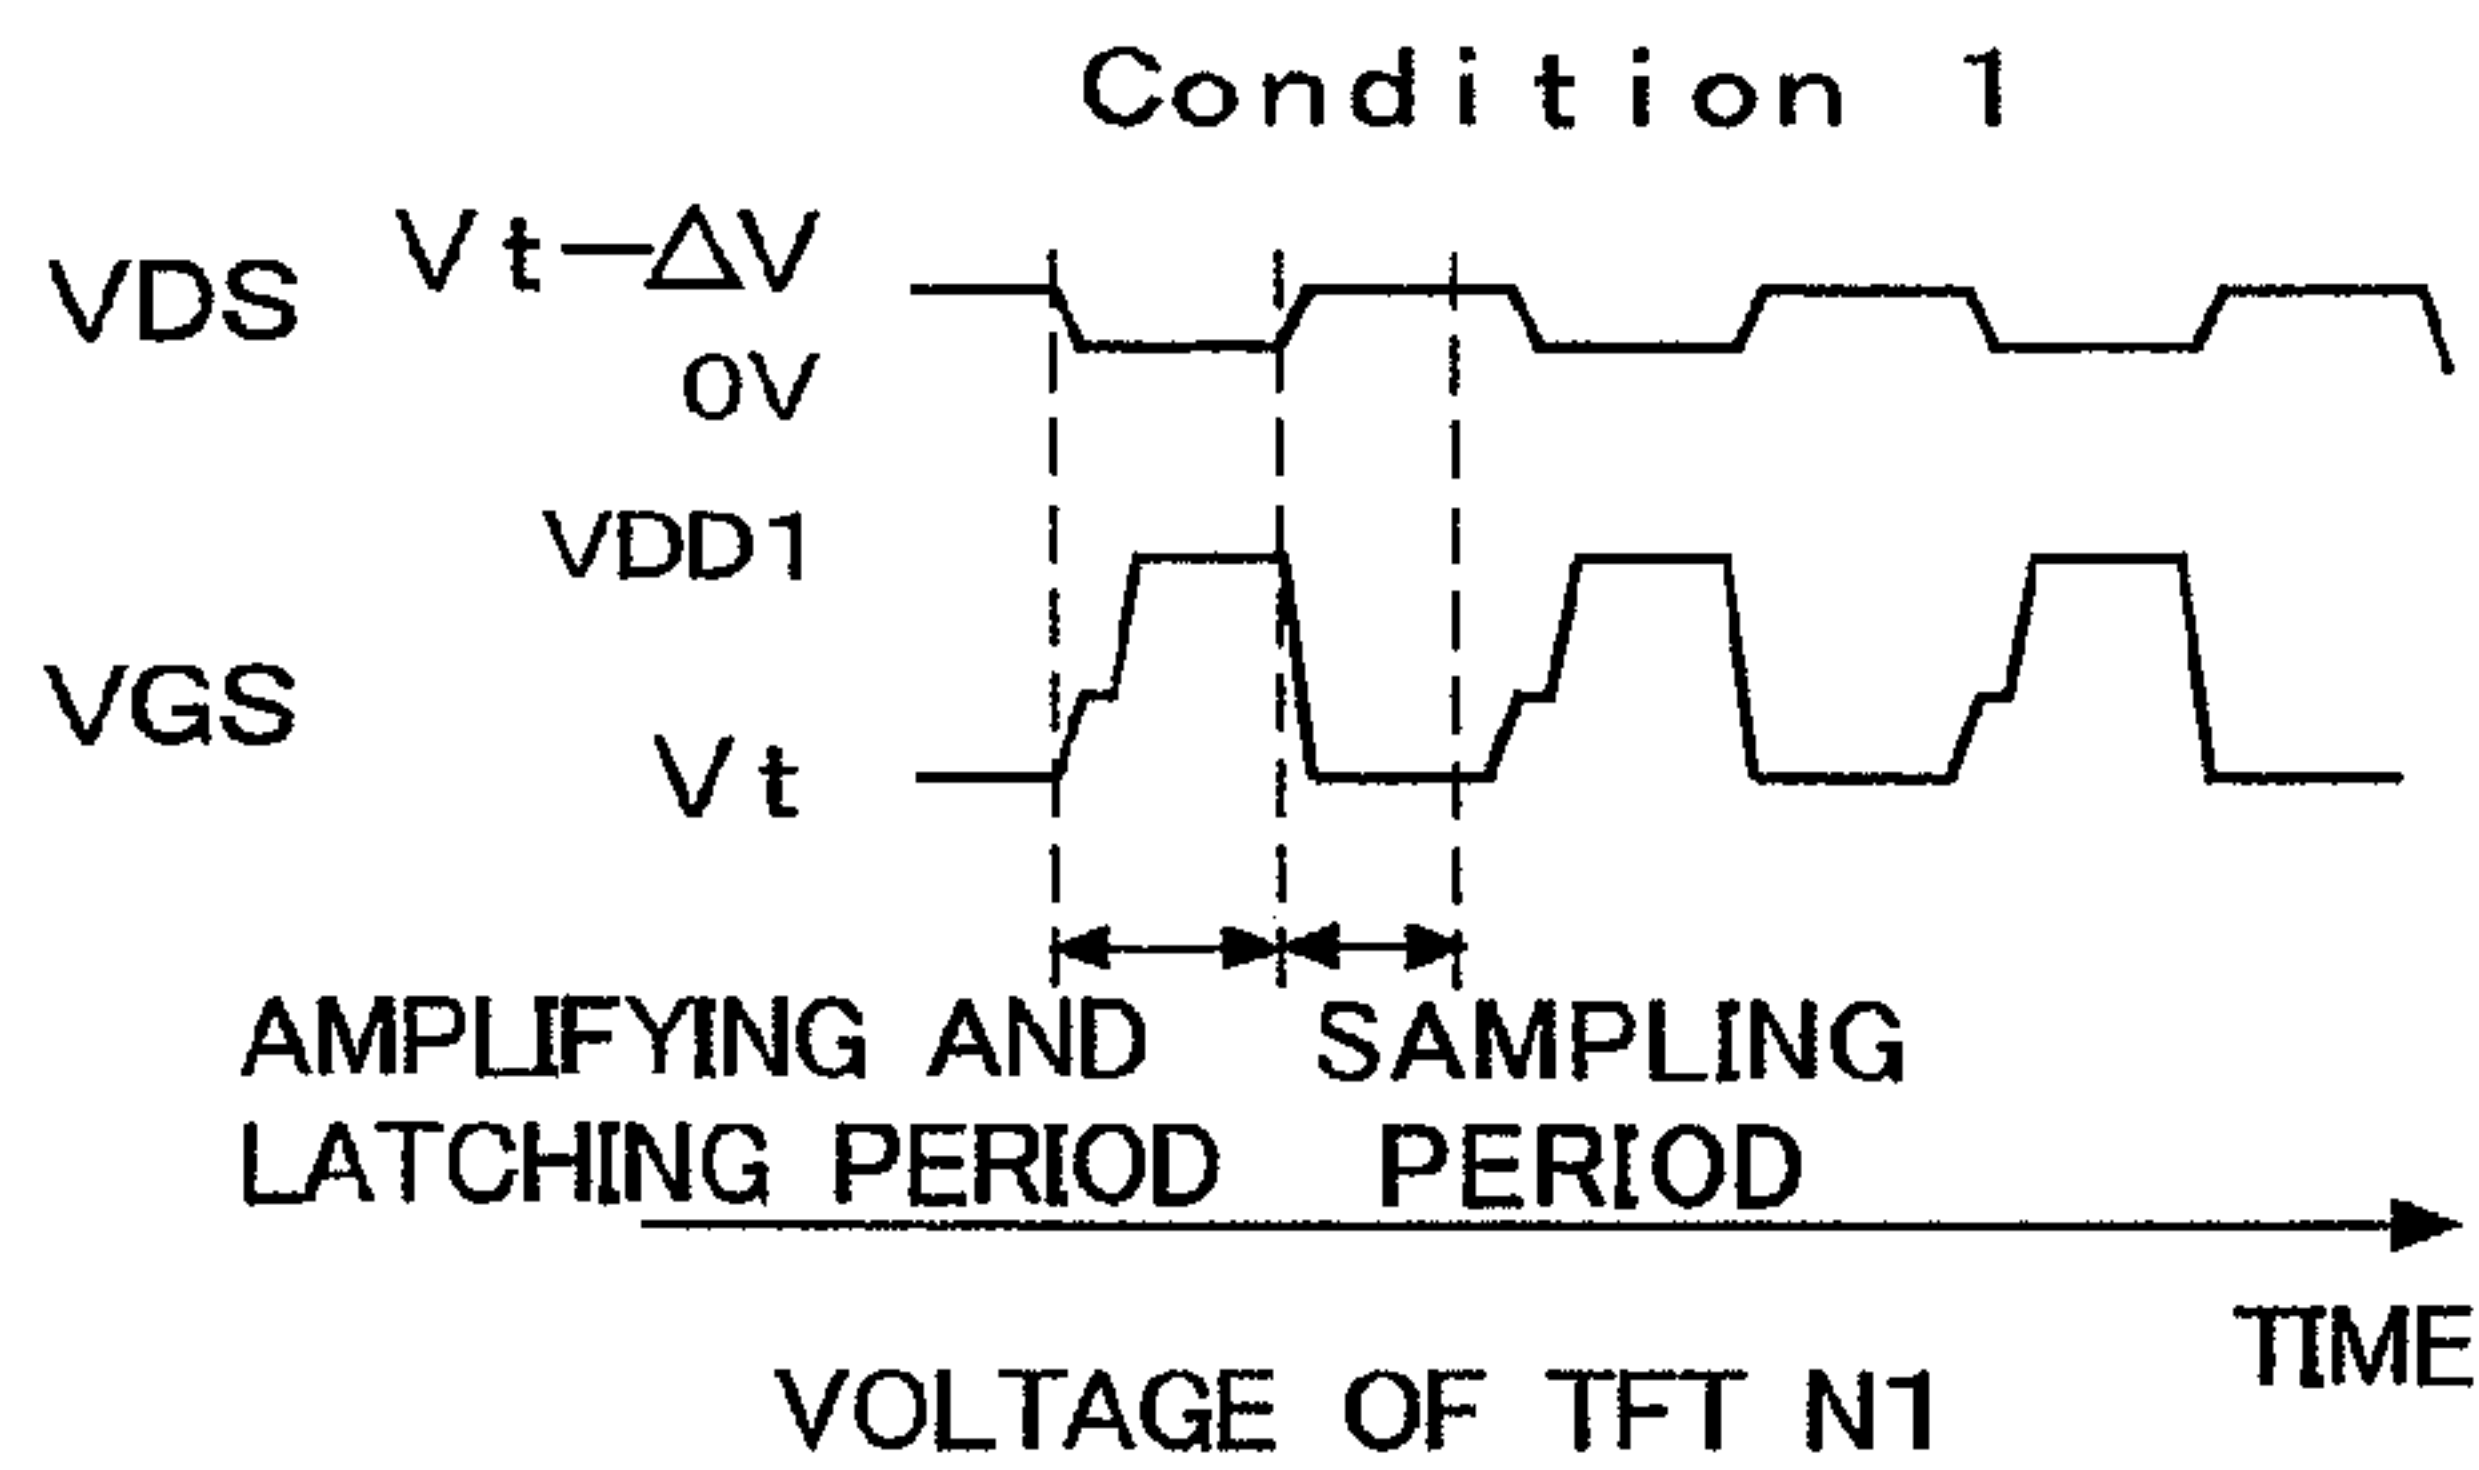 Condition 1
Vt－ΔV
VDS
0V
VDD1
VGS
Vt
AMPLIFYING AND
LATCHING PERIOD
SAMPLING
PERIOD
TIME
VOLTAGE OF TFT N1